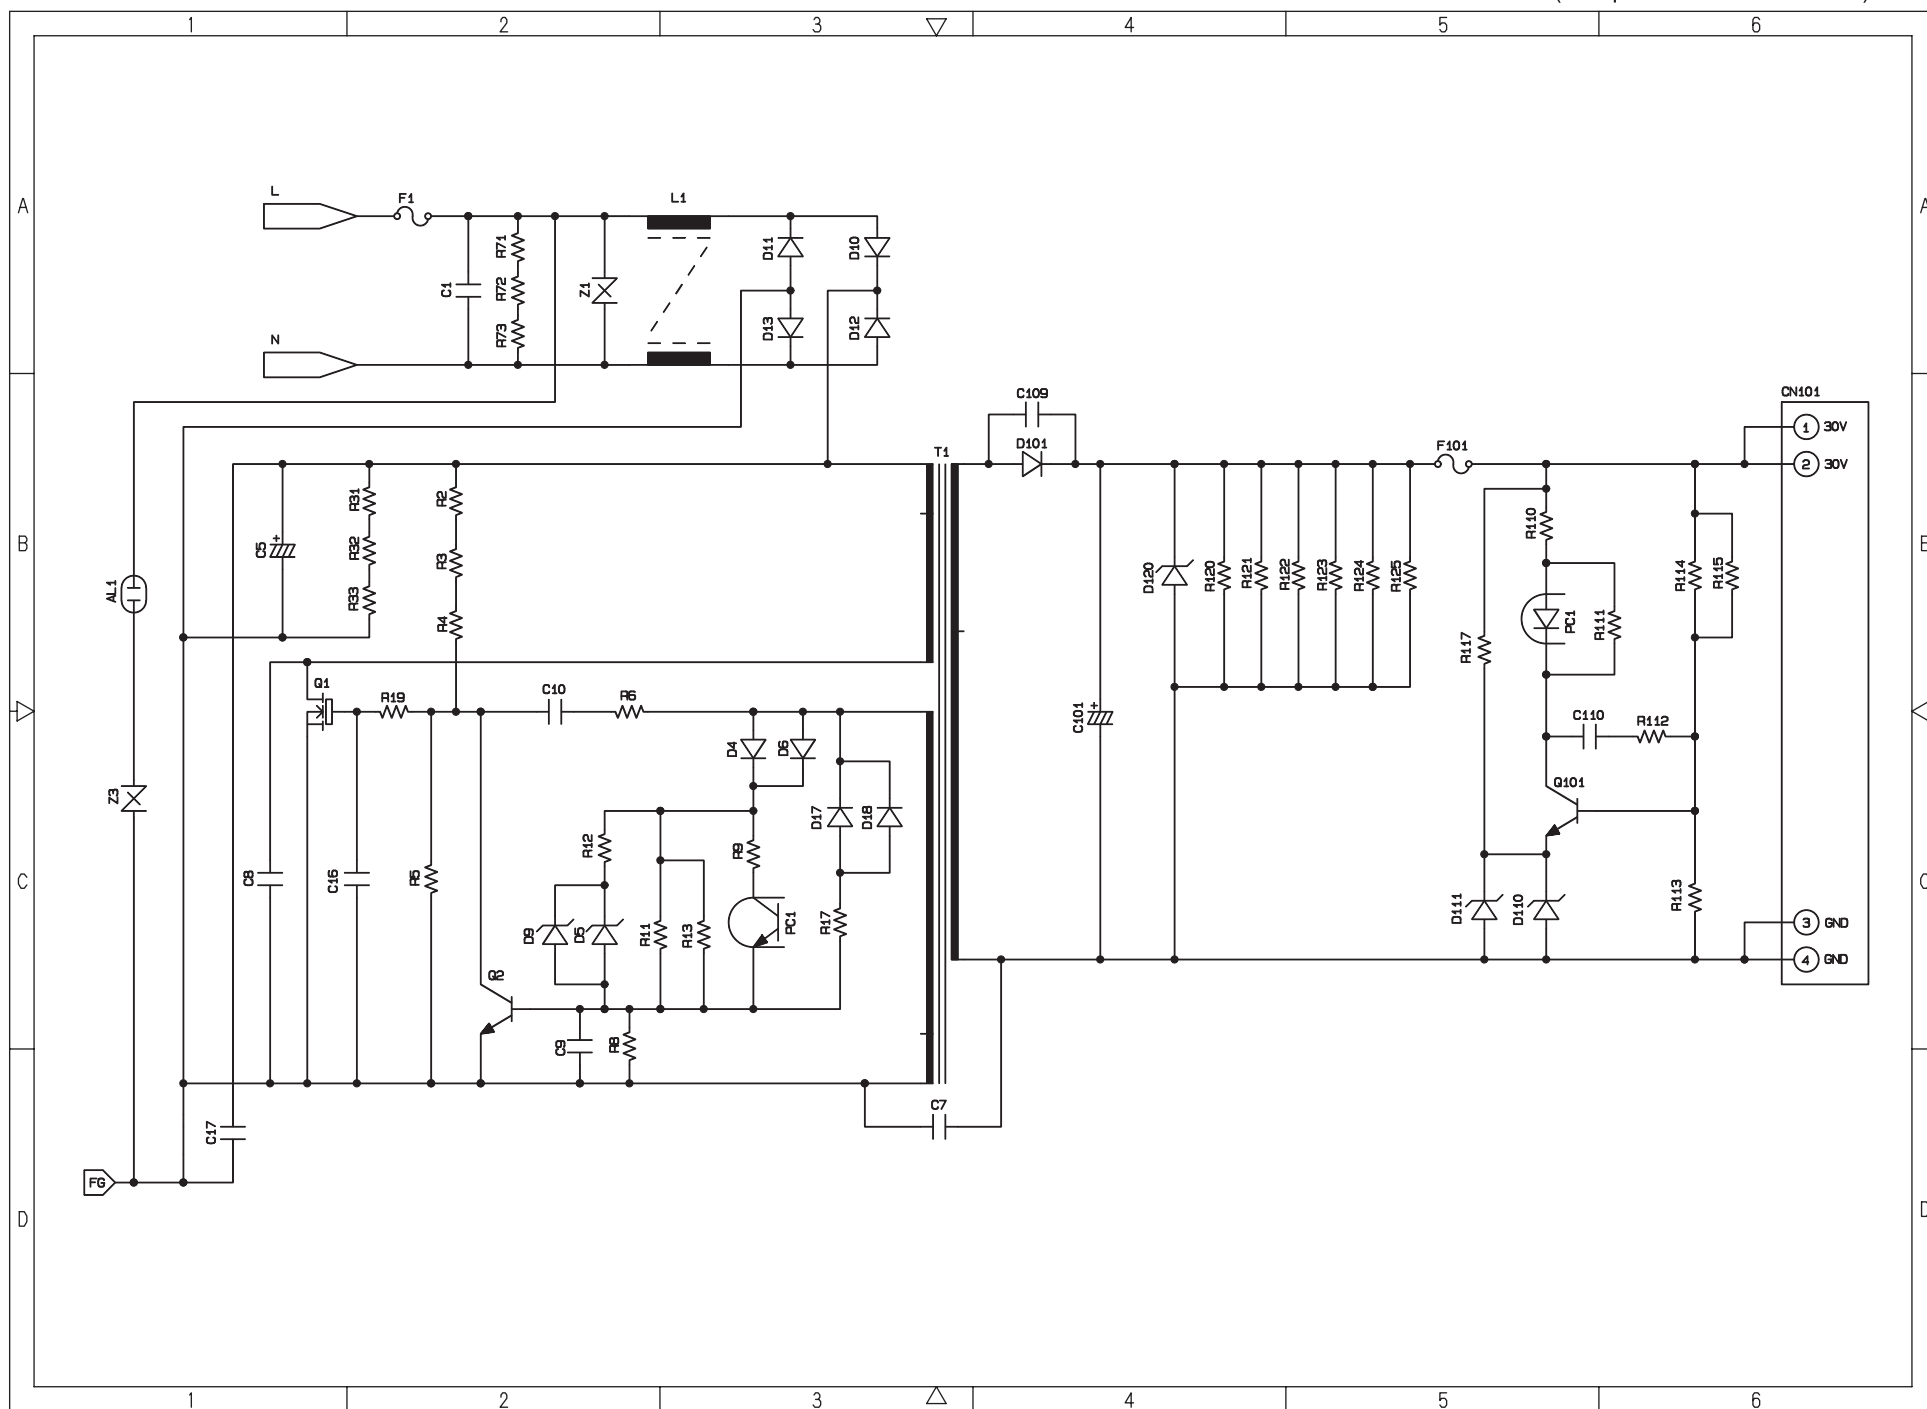 1 2 3 4 5 6
A A
L F1 L1
R71 D11 D10
C1 R72 Z1
R73 D13 D12
N
C109 CN101
T1 D101 F101 1 30V
2 30V
R31 R2
B R110
C5 + R32 R3 D120 R120 R121 R122 R123 R124 R125 R114 R115
AL1 R33 R4 PC1 R111
R117
Q1 R19 C10 R6
C101 + C110 R112
D4 D6
Z3 Q101
D17 D18
R12 R9
C C8 C16 R5 R113
D9 D5 R11 R13 PC1 R17 D111 D110 3 GND
Q2 4 GND
C9 R8
C7
C17
FG
D
1 2 3 4 5 6